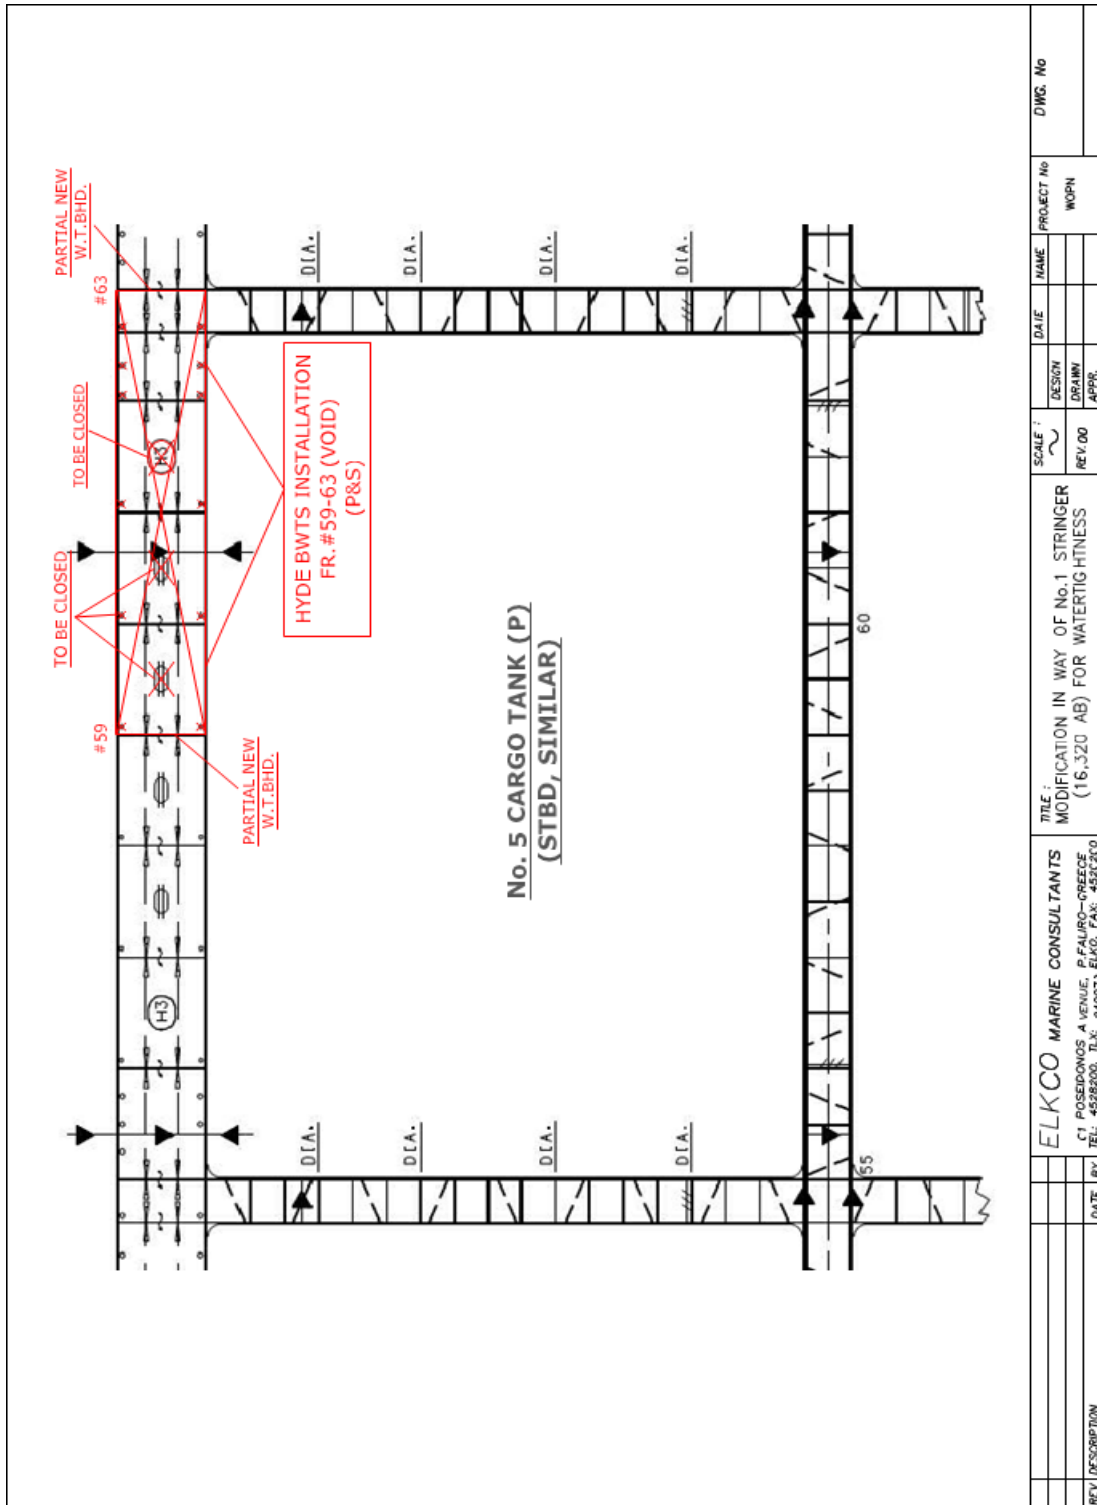 PARTIAL NEW
W.T.BHD.
#63
TO BE CLOSED
H3
TO BE CLOSED
#59
PARTIAL NEW
W.T.BHD.
H3
HYDE BWTS INSTALLATION
FR.#59-63 (VOID)
(P&S)
DIA.
DIA.
DIA.
DIA.
No. 5 CARGO TANK (P)
(STBD, SIMILAR)
DIA.
DIA.
DIA.
DIA.
60
55
REV
DESCRIPTION
DATE
BY
ELKCO MARINE CONSULTANTS
TITLE :
MODIFICATION IN WAY OF No.1 STRINGER
(16,320 AB) FOR WATERTIGHTNESS
SCALE :
REV.00
DESIGN
DRAWN
APPR.
DATE
NAME
PROJECT No
WOPN
DWG. No